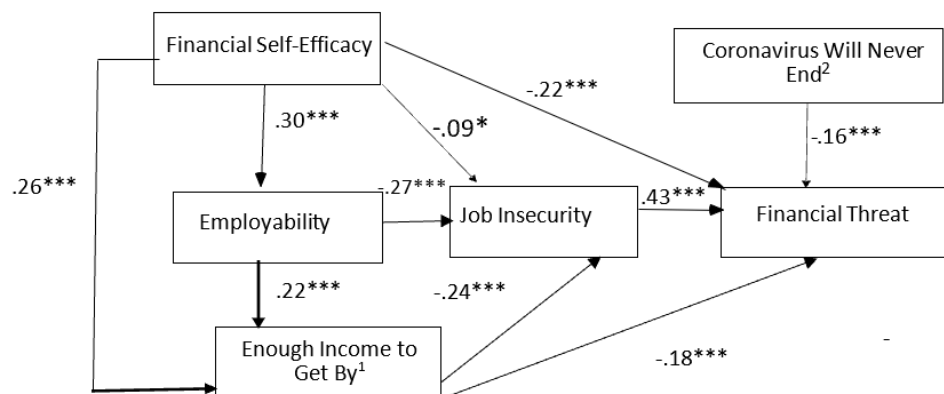 Financial Self-Efficacy
Coronavirus Will Never
End²
-.22***
.30***
-.09*
-.16***
.26***
-.27***
.43***
Employability
Job Insecurity
Financial Threat
.22***
-.24***
Enough Income to
Get By¹
-.18***
-